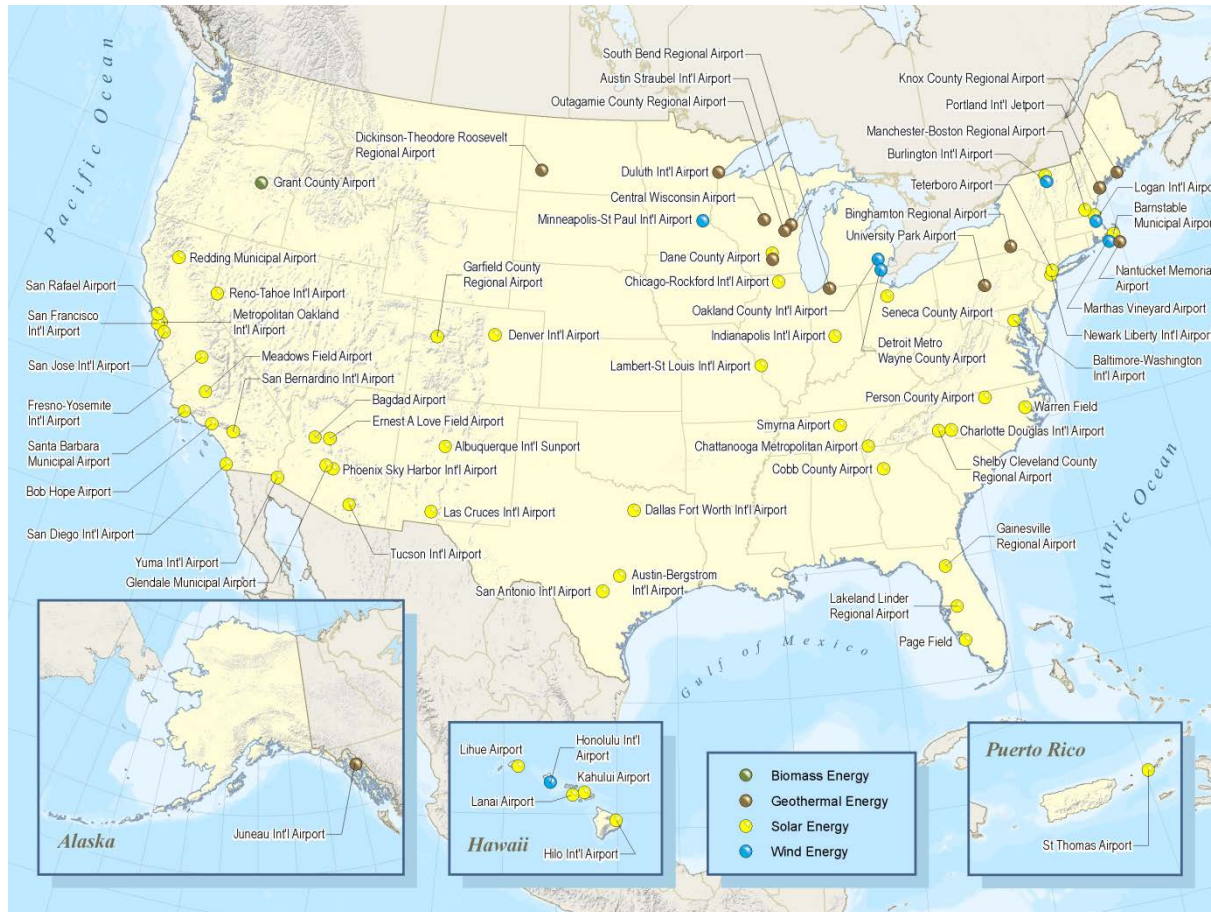 Pacific Ocean
South Bend Regional Airport
Austin Straubel Int'l Airport
Outagamie County Regional Airport
Knox County Regional Airport
Portland Int'l Jetport
Manchester-Boston Regional Airport
Burlington Int'l Airport
Teterboro Airport
Dickinson-Theodore Roosevelt
Regional Airport
Duluth Int'l Airport
Grant County Airport
Central Wisconsin Airport
Minneapolis-St Paul Int'l Airport
Binghamton Regional Airport
University Park Airport
Logan Int'l Airport
Barnstable
Municipal Airport
Redding Municipal Airport
Dane County Airport
Garfield County
Regional Airport
Chicago-Rockford Int'l Airport
Nantucket Memorial
Airport
San Rafael Airport
Reno-Tahoe Int'l Airport
Oakland County Int'l Airport
Seneca County Airport
Marthas Vineyard Airport
San Francisco
Int'l Airport
Metropolitan Oakland
Int'l Airport
Denver Int'l Airport
Indianapolis Int'l Airport
Newark Liberty Int'l Airport
Detroit Metro
Wayne County Airport
Baltimore-Washington
Int'l Airport
San Jose Int'l Airport
Meadows Field Airport
Lambert-St Louis Int'l Airport
San Bernardino Int'l Airport
Fresno-Yosemite
Int'l Airport
Bagdad Airport
Person County Airport
Warren Field
Ernest A Love Field Airport
Smyrna Airport
Charlotte Douglas Int'l Airport
Santa Barbara
Municipal Airport
Albuquerque Int'l Sunport
Chattanooga Metropolitan Airport
Phoenix Sky Harbor Int'l Airport
Cobb County Airport
Shelby Cleveland County
Regional Airport
Bob Hope Airport
Las Cruces Int'l Airport
Dallas Fort Worth Int'l Airport
San Diego Int'l Airport
Tucson Int'l Airport
Gainesville
Regional Airport
Atlantic Ocean
Yuma Int'l Airport
Glendale Municipal Airport
Austin-Bergstrom
Int'l Airport
San Antonio Int'l Airport
Lakeland Linder
Regional Airport
Page Field
Gulf of Mexico
Juneau Int'l Airport
Alaska
Lihue Airport
Honolulu Int'l
Airport
Kahului Airport
Lanai Airport
Hilo Int'l Airport
Hawaii
Biomass Energy
Geothermal Energy
Solar Energy
Wind Energy
Puerto Rico
St Thomas Airport